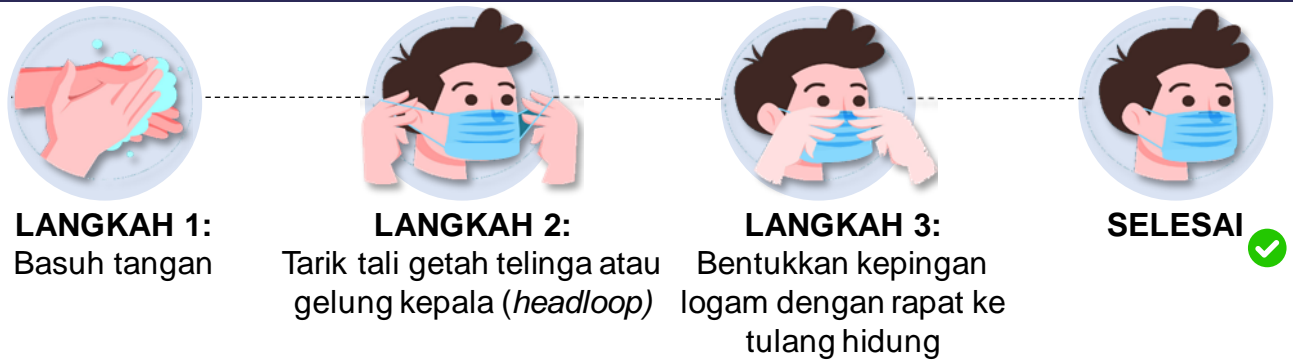 LANGKAH 1:
Basuh tangan
LANGKAH 2:
Tarik tali getah telinga atau
gelung kepala (headloop)
LANGKAH 3:
Bentukkan kepingan
logam dengan rapat ke
tulang hidung
SELESAI